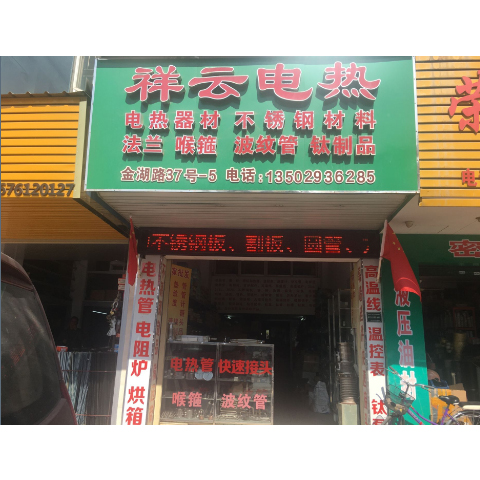 祥云电热
电热器材 不锈钢材料
法兰 喉箍 波纹管 钛制品
金湖路37号-5 电话:13502936285
676120127
不锈钢板、割板、圆管、
电热管 电阻炉 烘箱
高温线 温控表
电热管 快速接头
喉箍 波纹管
液压油